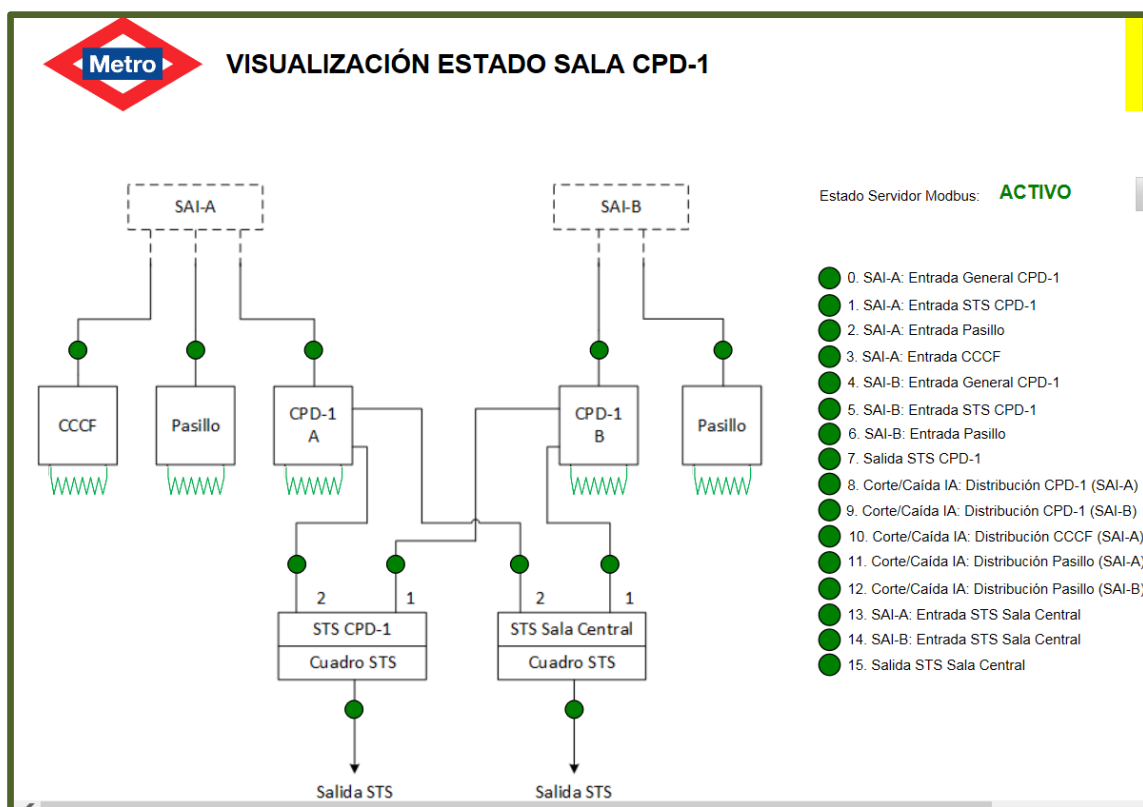 Metro
VISUALIZACIÓN ESTADO SALA CPD-1
Estado Servidor Modbus: ACTIVO
SAI-A
SAI-B
CCCF
Pasillo
CPD-1
A
CPD-1
B
Pasillo
2
1
2
1
STS CPD-1
Cuadro STS
STS Sala Central
Cuadro STS
Salida STS
Salida STS
0. SAI-A: Entrada General CPD-1
1. SAI-A: Entrada STS CPD-1
2. SAI-A: Entrada Pasillo
3. SAI-A: Entrada CCCF
4. SAI-B: Entrada General CPD-1
5. SAI-B: Entrada STS CPD-1
6. SAI-B: Entrada Pasillo
7. Salida STS CPD-1
8. Corte/Caída IA: Distribución CPD-1 (SAI-A)
9. Corte/Caída IA: Distribución CPD-1 (SAI-B)
10. Corte/Caída IA: Distribución CCCF (SAI-A)
11. Corte/Caída IA: Distribución Pasillo (SAI-A)
12. Corte/Caída IA: Distribución Pasillo (SAI-B)
13. SAI-A: Entrada STS Sala Central
14. SAI-B: Entrada STS Sala Central
15. Salida STS Sala Central